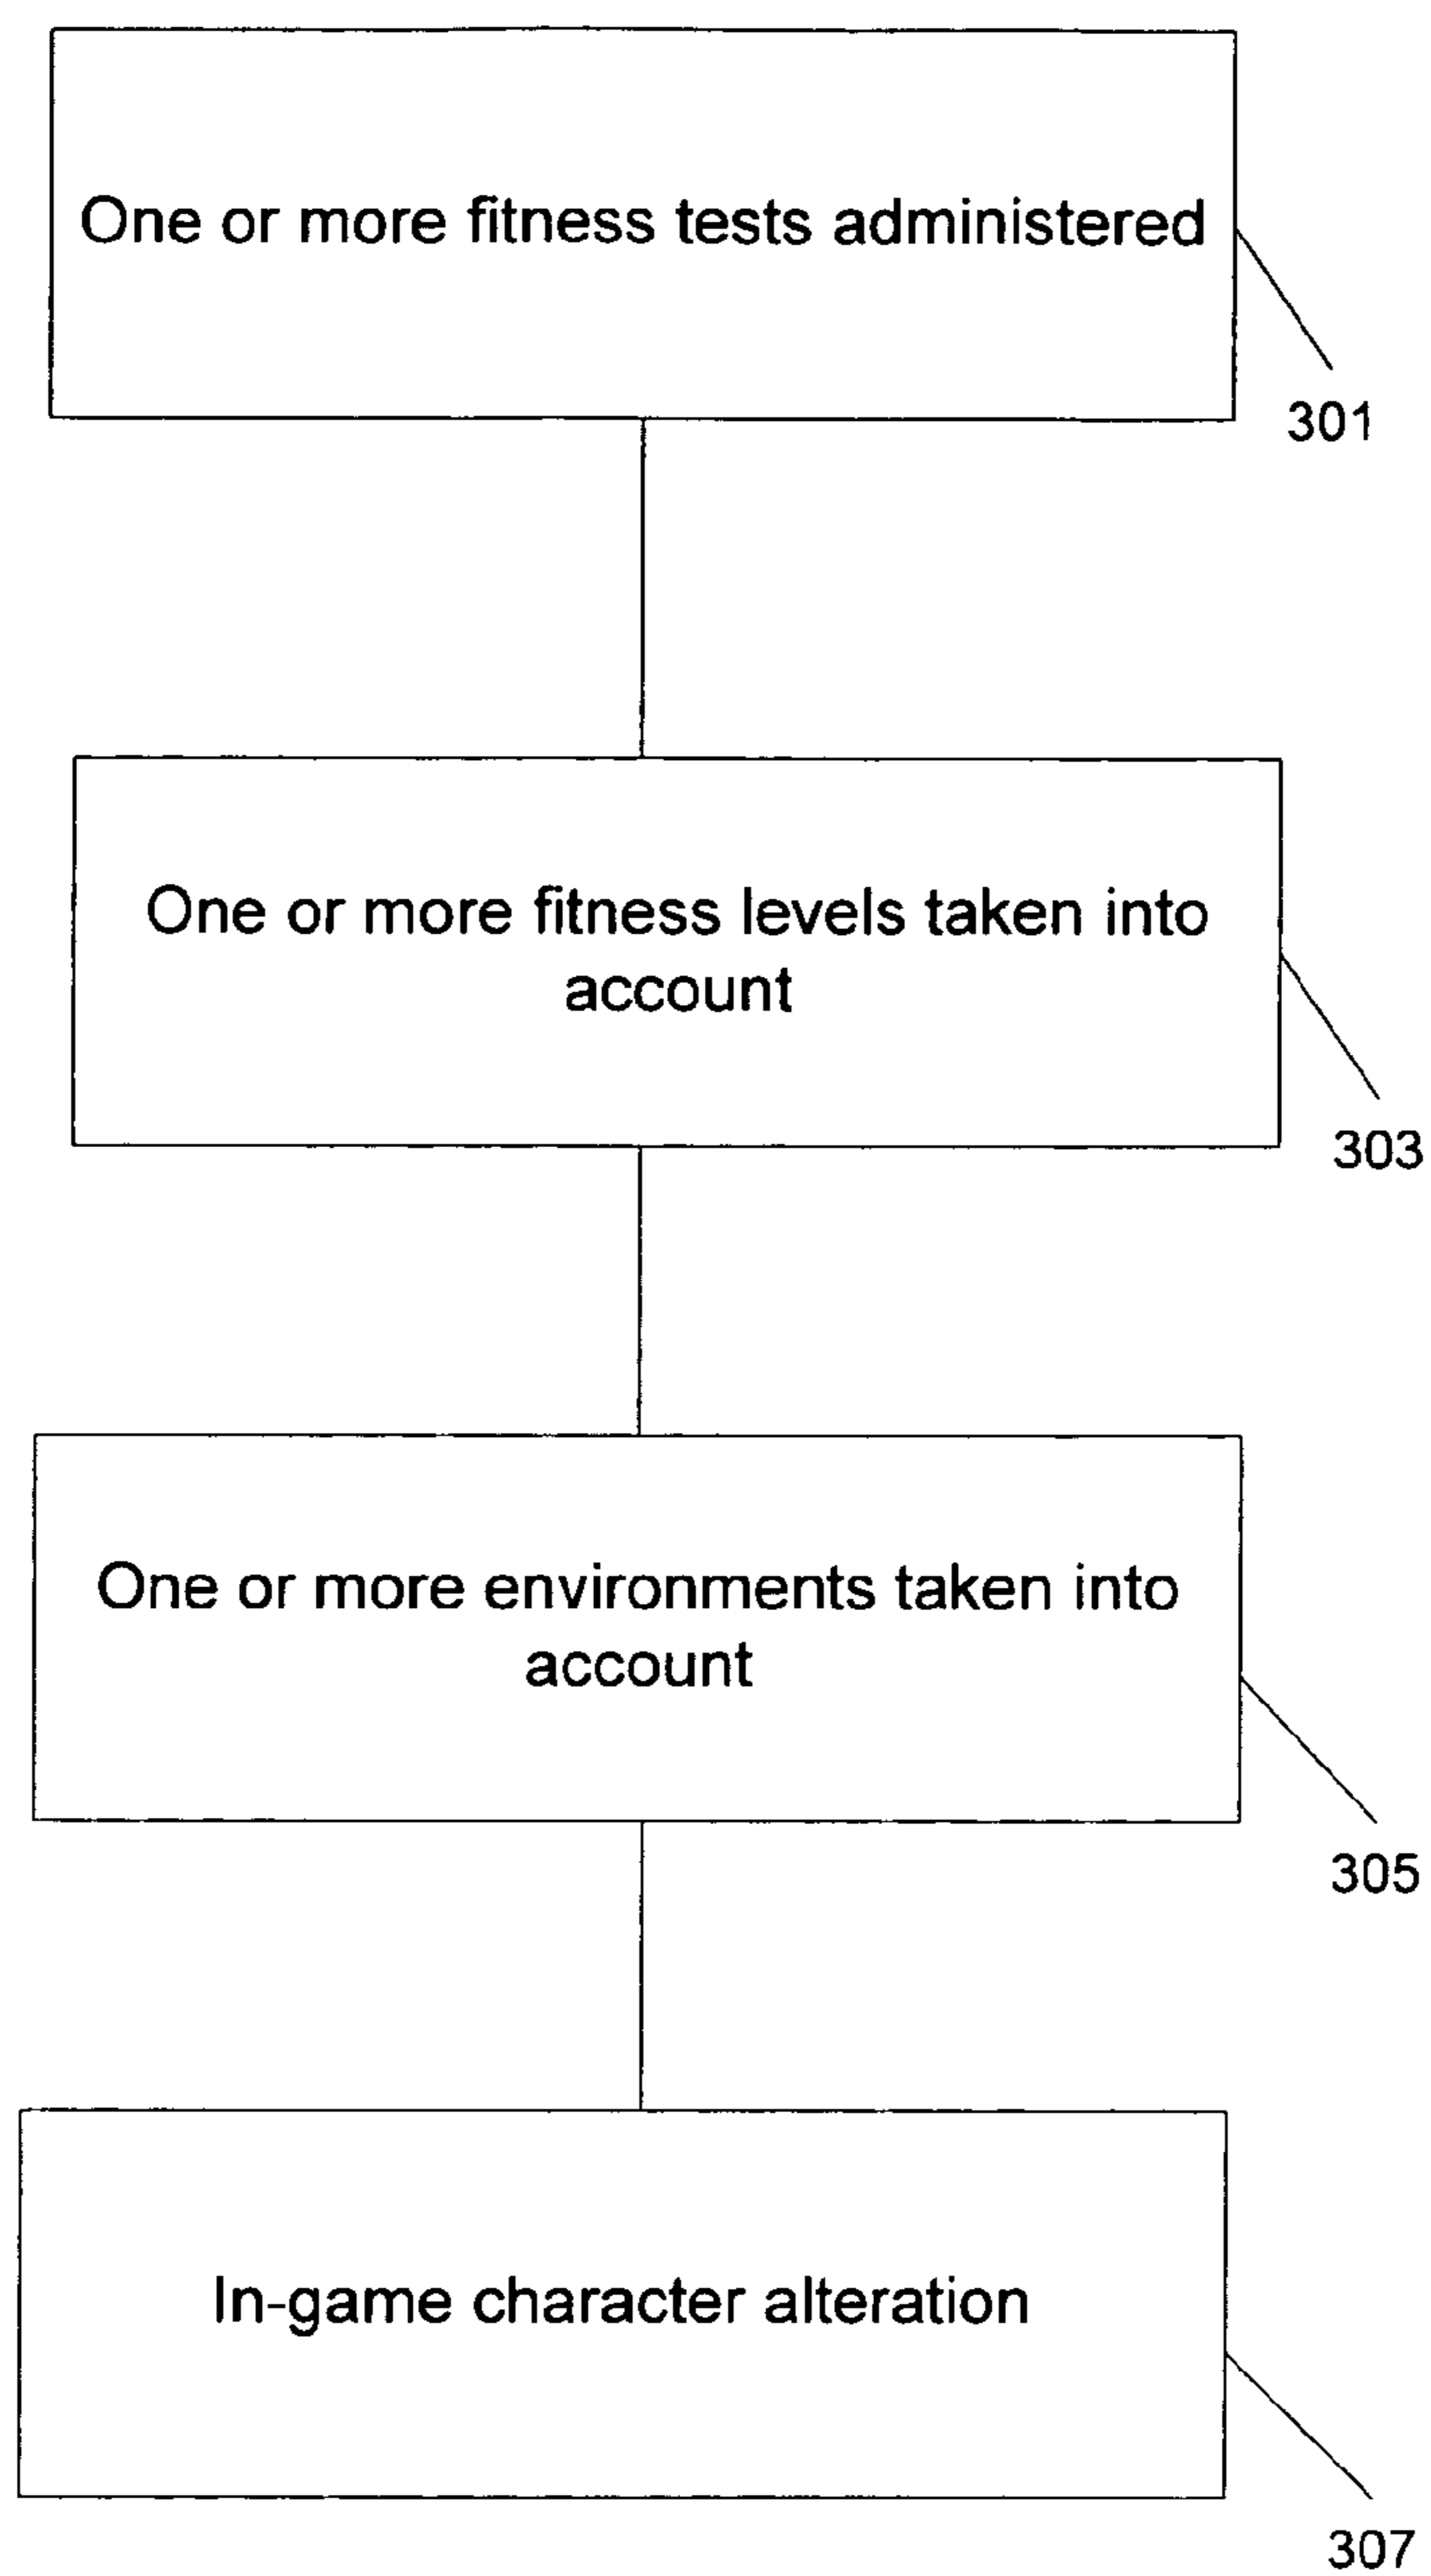 One or more fitness tests administered
301
One or more fitness levels taken into
account
303
One or more environments taken into
account
305
In-game character alteration
307